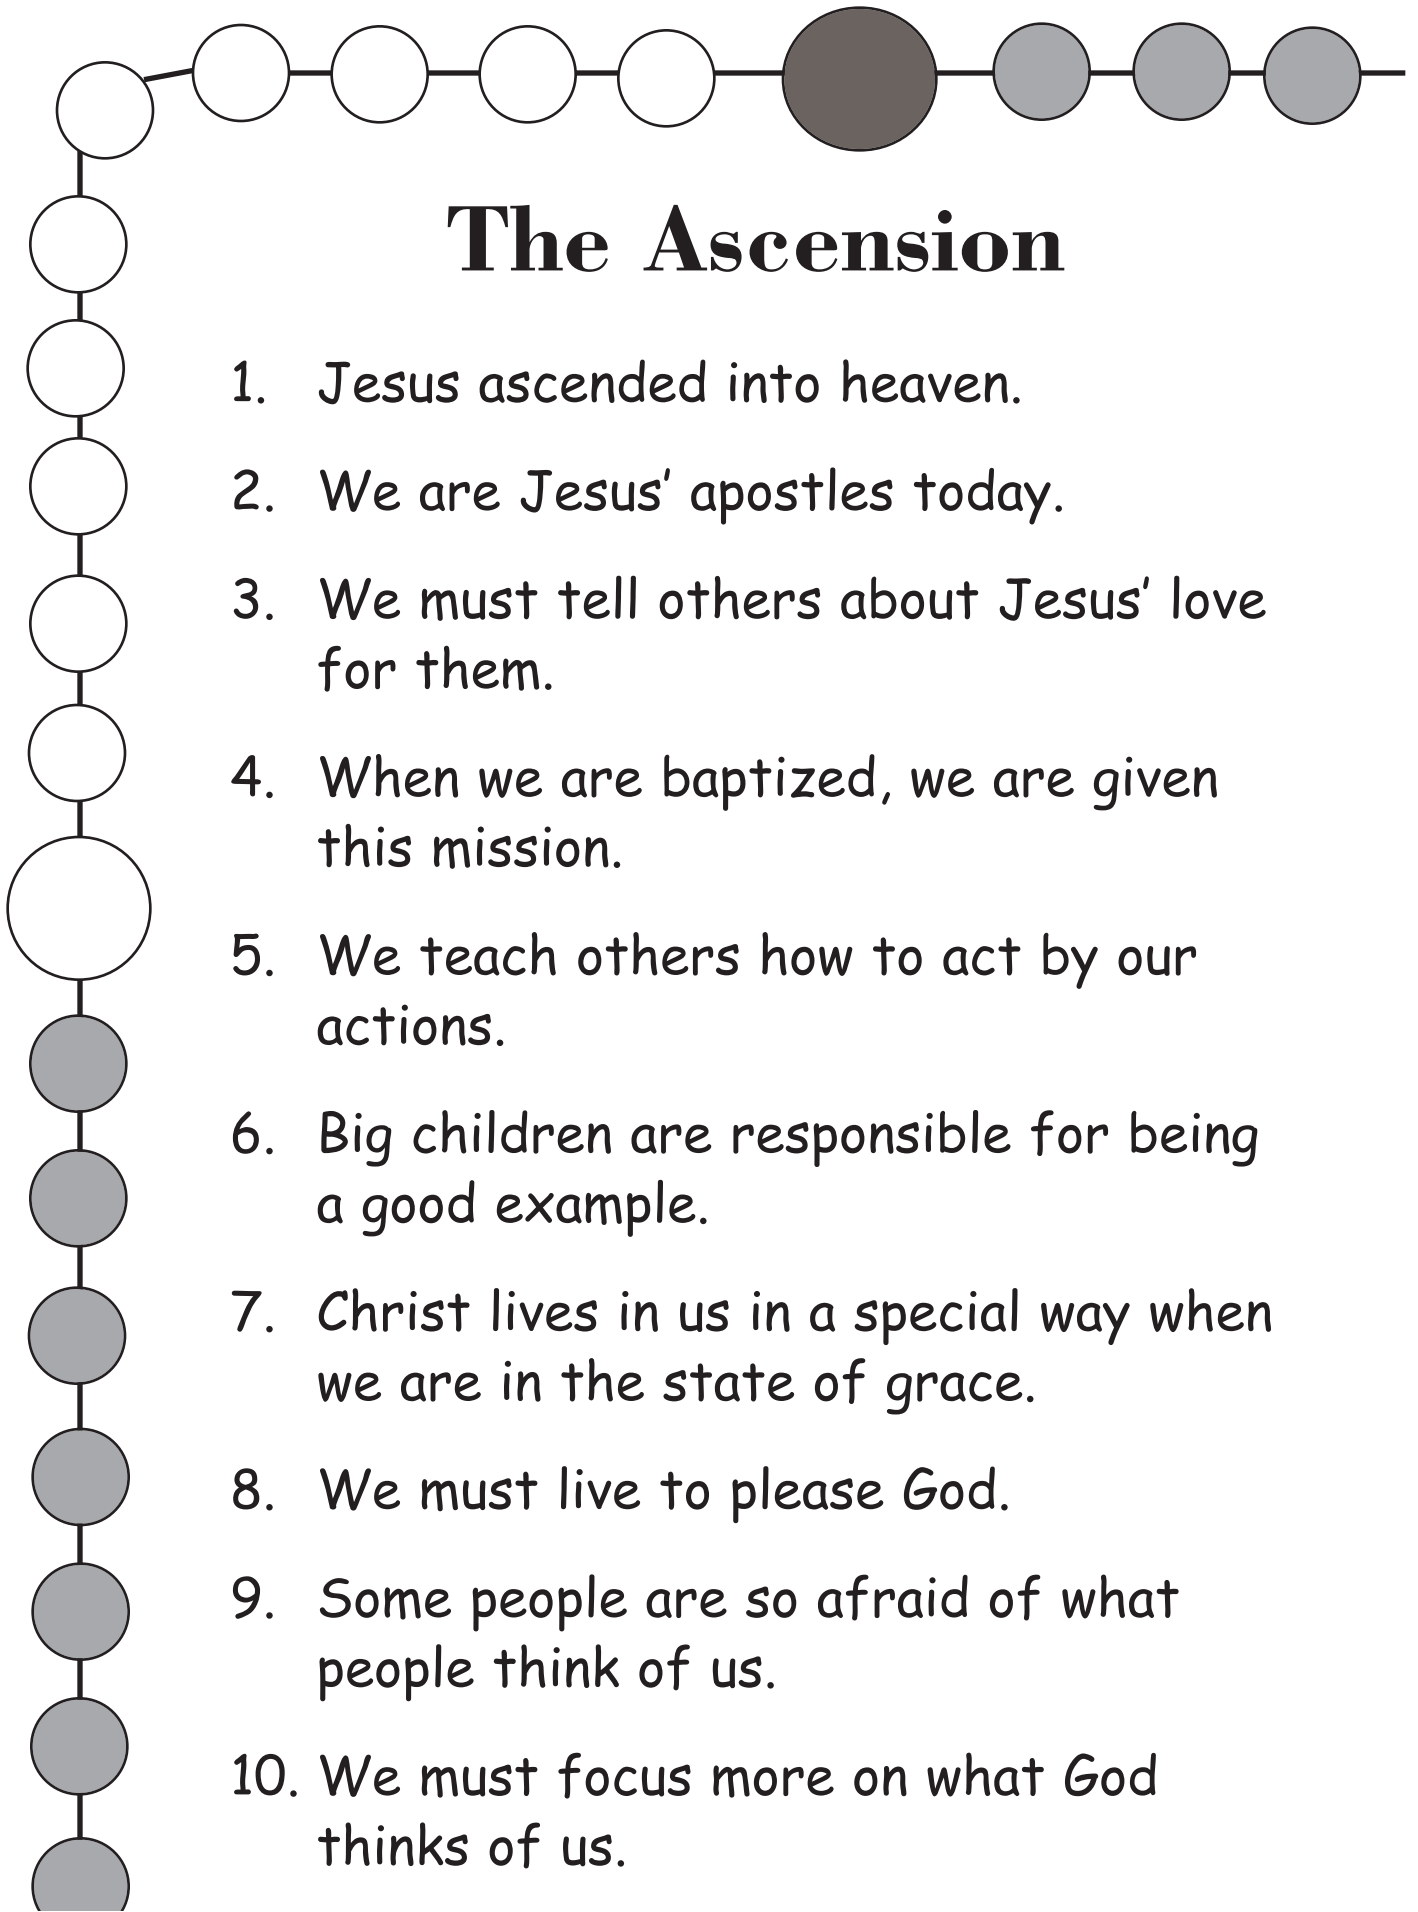 The Ascension
1. Jesus ascended into heaven.
2. We are Jesus’ apostles today.
3. We must tell others about Jesus’ love
for them.
4. When we are baptized, we are given
this mission.
5. We teach others how to act by our
actions.
6. Big children are responsible for being
a good example.
7. Christ lives in us in a special way when
we are in the state of grace.
8. We must live to please God.
9. Some people are so afraid of what
people think of us.
10. We must focus more on what God
thinks of us.